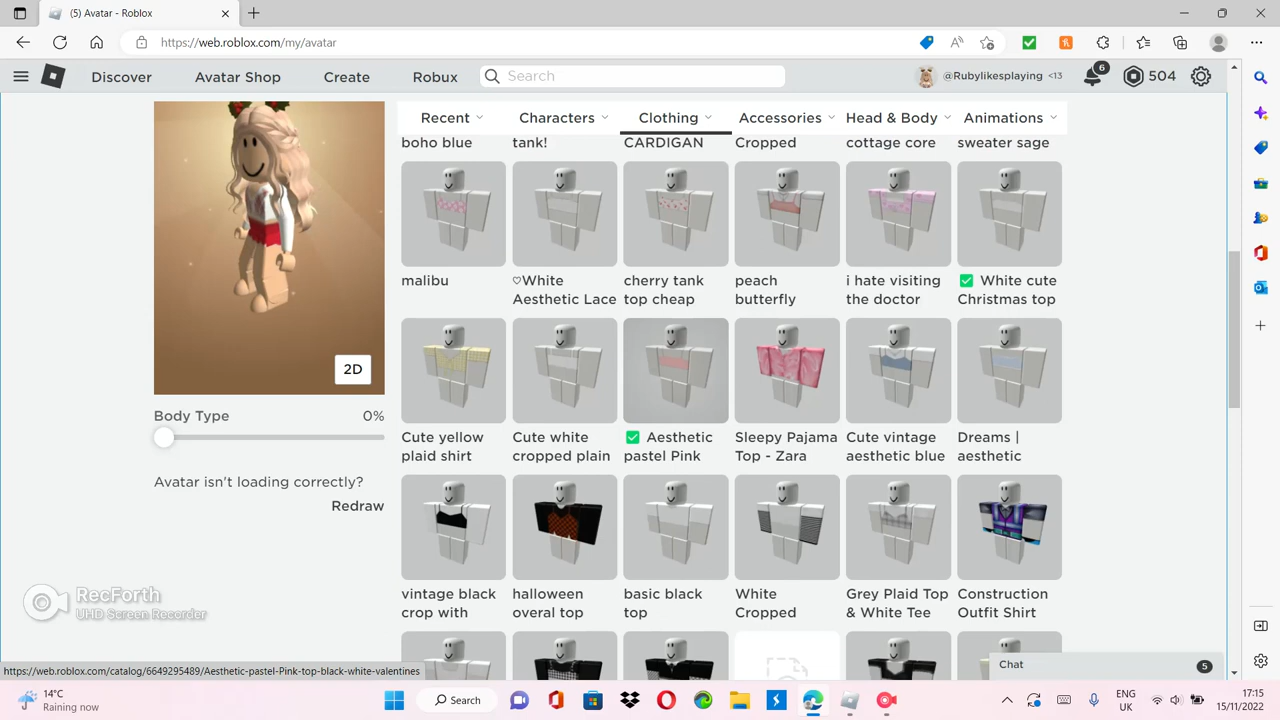 (5) Avatar - Roblox
https://web.roblox.com/my/avatar
Discover
Avatar Shop
Create
Robux
Search
@Rubylikesplaying <13
6
504
Recent
Characters
Clothing
Accessories
Head & Body
Animations
boho blue
tank!
CARDIGAN
Cropped
cottage core
sweater sage
2D
Body Type
0%
Avatar isn't loading correctly?
Redraw
malibu
♡White
Aesthetic Lace
cherry tank
top cheap
peach
butterfly
i hate visiting
the doctor
✅ White cute
Christmas top
Cute yellow
plaid shirt
Cute white
cropped plain
✅ Aesthetic
pastel Pink
Sleepy Pajama
Top - Zara
Cute vintage
aesthetic blue
Dreams |
aesthetic
vintage black
crop with
halloween
overal top
basic black
top
White
Cropped
Grey Plaid Top
& White Tee
Construction
Outfit Shirt
RecForth
UHD Screen Recorder
https://web.roblox.com/catalog/6649295489/Aesthetic-pastel-Pink-top-black-white-valentines
Chat
5
14°C
Raining now
Search
ENG
UK
17:15
15/11/2022